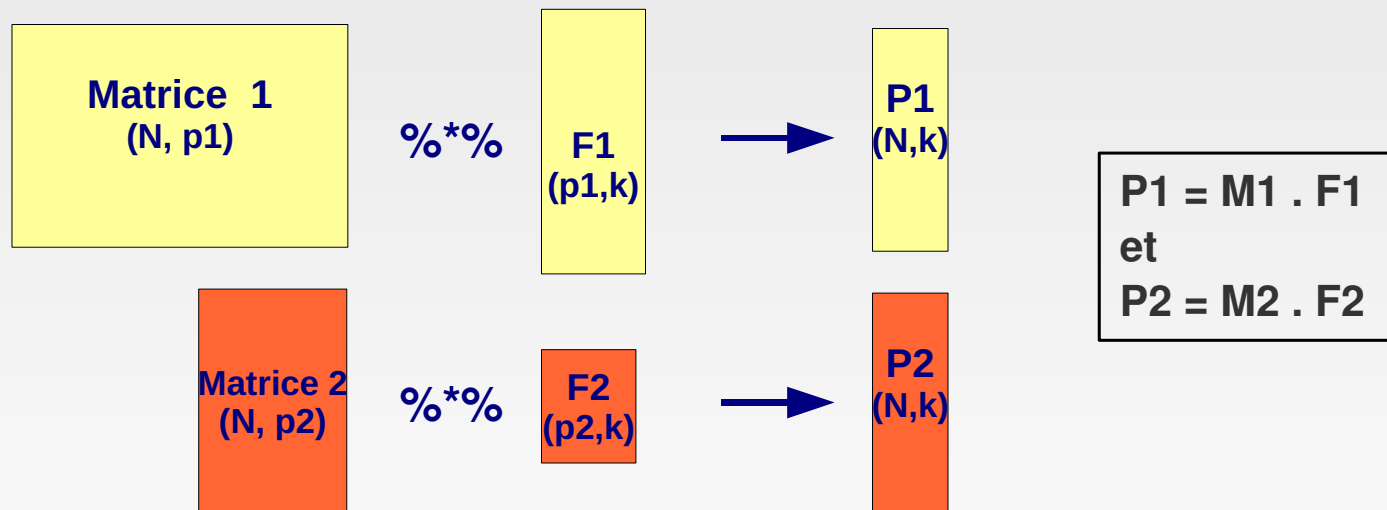 Matrice 1
(N, p1)
%*%
F1
(p1,k)
P1
(N,k)
P1 = M1 . F1
et
P2 = M2 . F2
Matrice 2
(N, p2)
%*%
F2
(p2,k)
P2
(N,k)